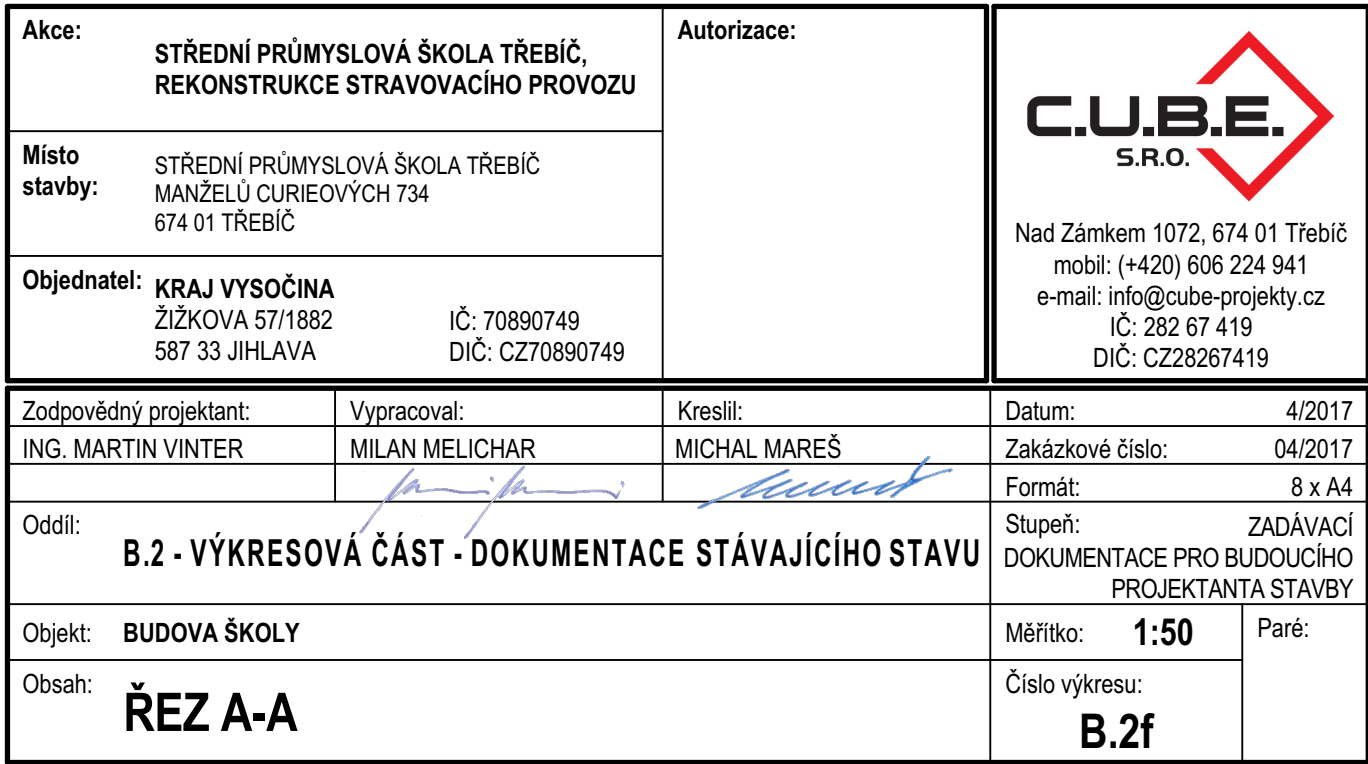 Akce:
STŘEDNÍ PRŮMYSLOVÁ ŠKOLA TŘEBÍČ,
REKONSTRUKCE STRAVOVACÍHO PROVOZU
Místo
stavby:
STŘEDNÍ PRŮMYSLOVÁ ŠKOLA TŘEBÍČ
MANŽELŮ CURIEOVÝCH 734
674 01 TŘEBÍČ
Objednatel: KRAJ VYSOČINA
ŽIŽKOVA 57/1882 IČ: 70890749
587 33 JIHLAVA DIČ: CZ70890749
Autorizace:
C.U.B.E.
S.R.O.
Nad Zámkem 1072, 674 01 Třebíč
mobil: (+420) 606 224 941
e-mail: info@cube-projekty.cz
IČ: 282 67 419
DIČ: CZ28267419
Zodpovědný projektant: Vypracoval: Kreslil:
ING. MARTIN VINTER MILAN MELICHAR MICHAL MAREŠ
Datum: 4/2017
Zakázkové číslo: 04/2017
Formát: 8 x A4
Oddíl:
B.2 - VÝKRESOVÁ ČÁST - DOKUMENTACE STÁVAJÍCÍHO STAVU
Stupeň: ZADÁVACÍ
DOKUMENTACE PRO BUDOUCÍHO
PROJEKTANTA STAVBY
Objekt: BUDOVA ŠKOLY
Měřítko: 1:50
Paré:
Obsah:
ŘEZ A-A
Číslo výkresu:
B.2f